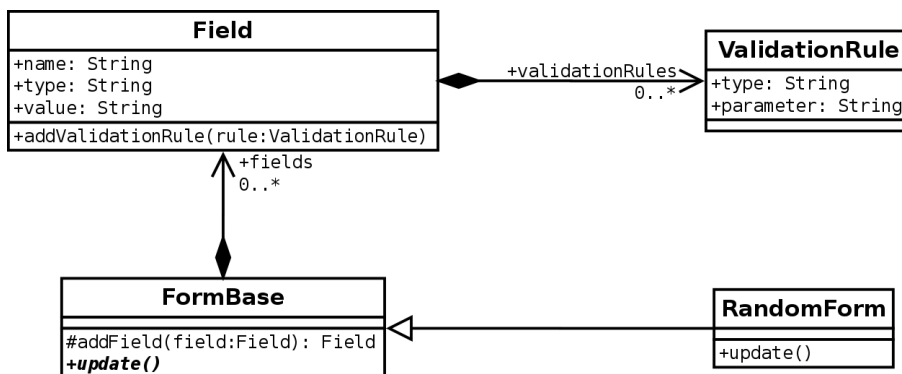 Field
+name: String
+type: String
+value: String
+addValidationRule(rule:ValidationRule)
+validationRules
0..*
ValidationRule
+type: String
+parameter: String
+fields
0..*
FormBase
#addField(field:Field): Field
+update()
RandomForm
+update()